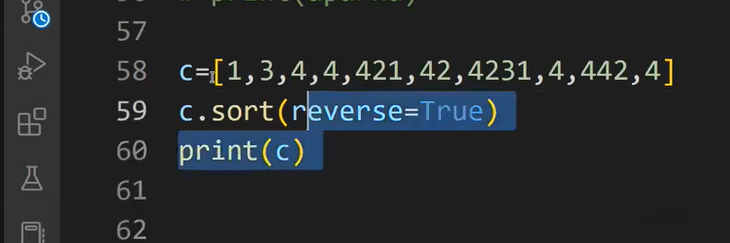 57
58 c=[1,3,4,4,421,42,4231,4,442,4]
59 c.sort(reverse=True)
60 print(c)
61
62